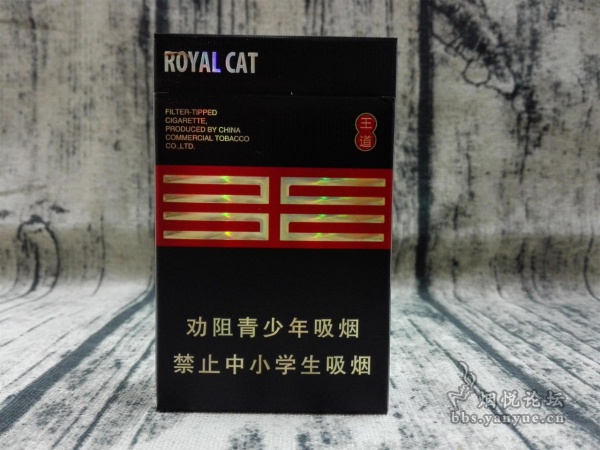 ROYAL CAT
FILTER-TIPPED
CIGARETTE,
PRODUCED BY CHINA
COMMERCIAL TOBACCO
CO.,LTD.
王
道
劝阻青少年吸烟
禁止中小学生吸烟
烟悦论坛
bbs.yanyue.cn